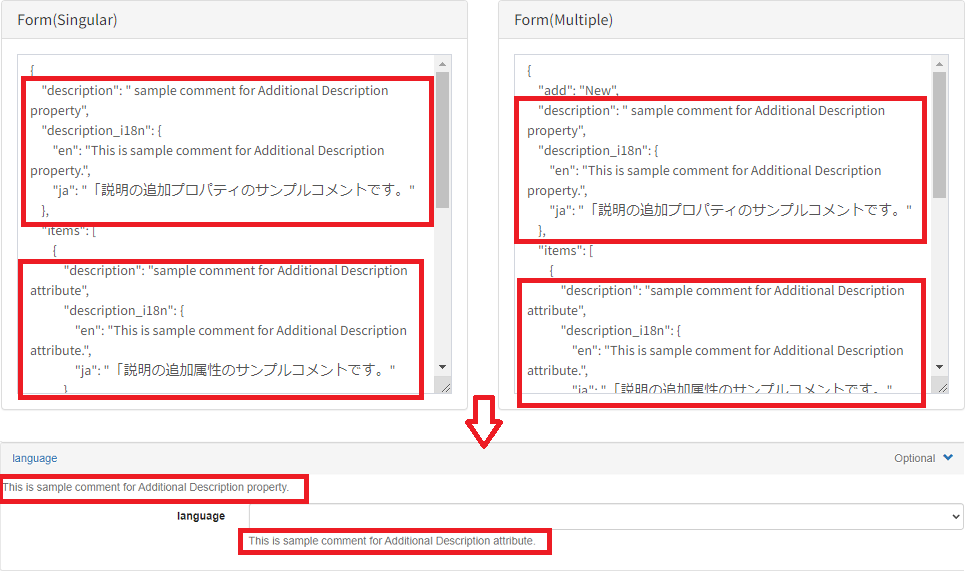 Form(Singular)
{
"description": " sample comment for Additional Description
property",
"description_i18n": {
"en": "This is sample comment for Additional Description
property.",
"ja": "「説明の追加プロパティのサンプルコメントです。"
},
"items": [
{
"description": "sample comment for Additional Description
attribute",
"description_i18n": {
"en": "This is sample comment for Additional Description
attribute.",
"ja": "「説明の追加属性のサンプルコメントです。"
}
Form(Multiple)
{
"add": "New",
"description": " sample comment for Additional Description
property",
"description_i18n": {
"en": "This is sample comment for Additional Description
property.",
"ja": "「説明の追加プロパティのサンプルコメントです。"
},
"items": [
{
"description": "sample comment for Additional Description
attribute",
"description_i18n": {
"en": "This is sample comment for Additional Description
attribute.",
"ja": "「説明の追加属性のサンプルコメントです。"
language Optional
This is sample comment for Additional Description property.
language
This is sample comment for Additional Description attribute.